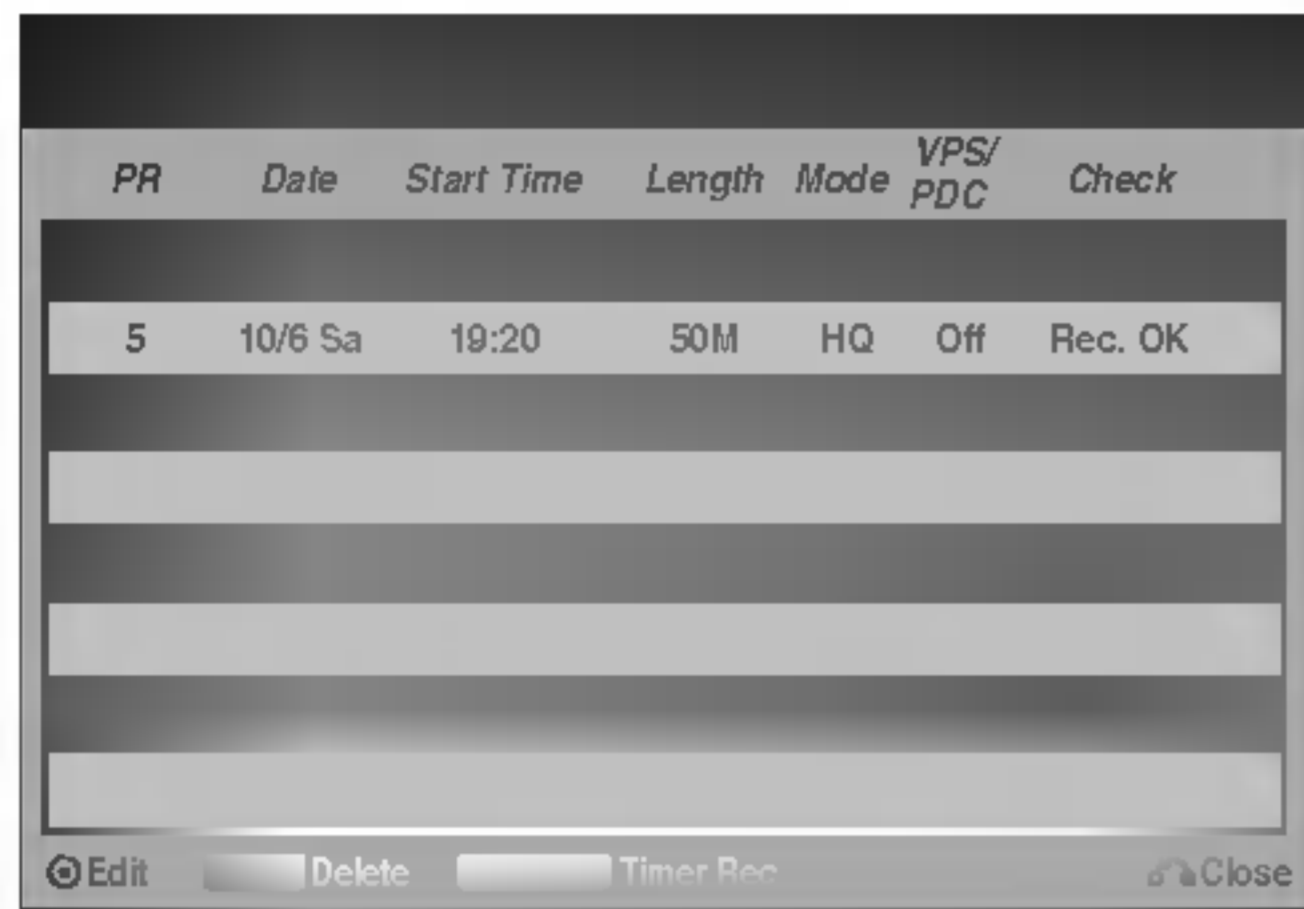 PR Date Start Time Length Mode VPS/ PDC Check
5 10/6 Sa 19:20 50M HQ Off Rec. OK
Edit Delete Timer Rec Close